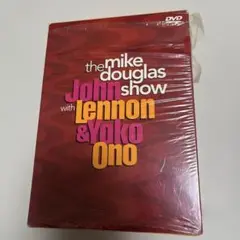 DVD
the mike
douglas
John show
with Lennon
& Yoko
Ono